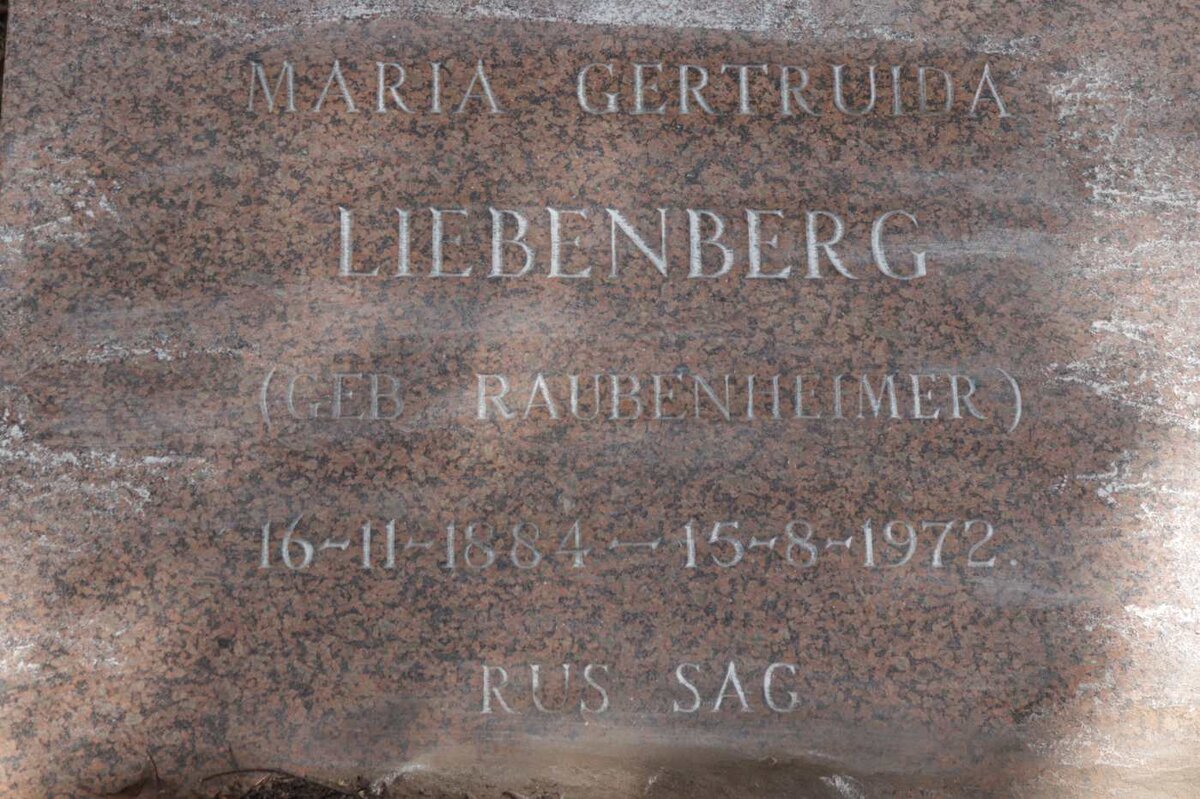 MARIA GERTRUIDA
LIEBENBERG
(GEB RAUBENHEIMER)
16-11-1884 — 15-8-1972.
RUS SAG